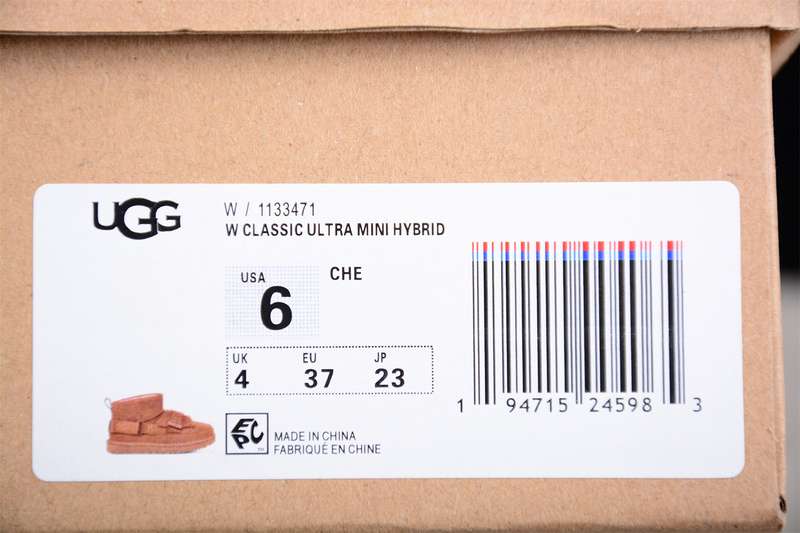 UGG
W / 1133471
W CLASSIC ULTRA MINI HYBRID
USA
6
CHE
UK EU JP
4 37 23
EPC
MADE IN CHINA
FABRIQUÉ EN CHINE
1 94715 24598 3